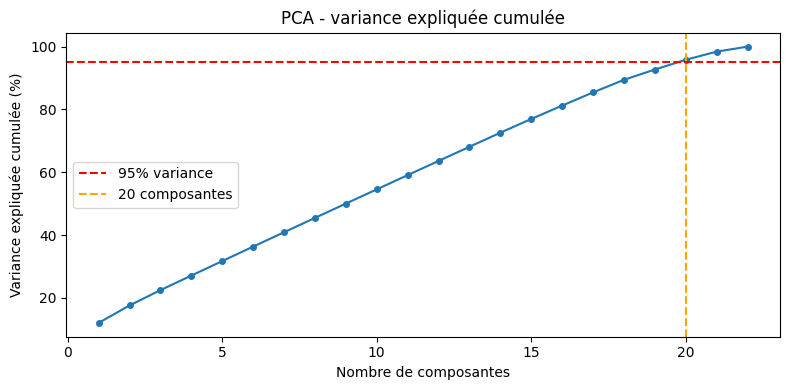 PCA - variance expliquée cumulée
Variance expliquée cumulée (%)
100
80
60
40
20
95% variance
20 composantes
0
5
10
15
20
Nombre de composantes